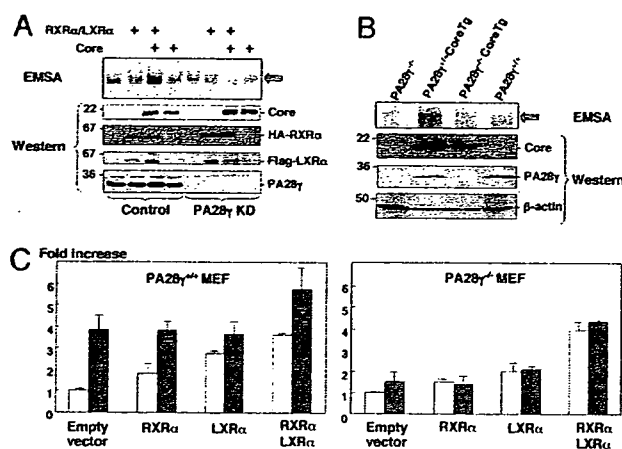 A
RXRα/LXRα + + + +
Core + + + +
EMSA
22
Core
67
HA-RXRα
Western
67
Flag-LXRα
36
PA28γ
Control PA28γ KD
B
PA28γ-/- PA28γ+/+CoreTg PA28γ-/-CoreTg PA28γ+/+
EMSA
22
Core
36
PA28γ
Western
50
β-actin
C
Fold increase
PA28γ+/+ MEF
6
5
4
3
2
1
0
Empty vector
RXRα
LXRα
RXRα
LXRα
PA28γ-/- MEF
6
5
4
3
2
1
0
Empty vector
RXRα
LXRα
RXRα
LXRα